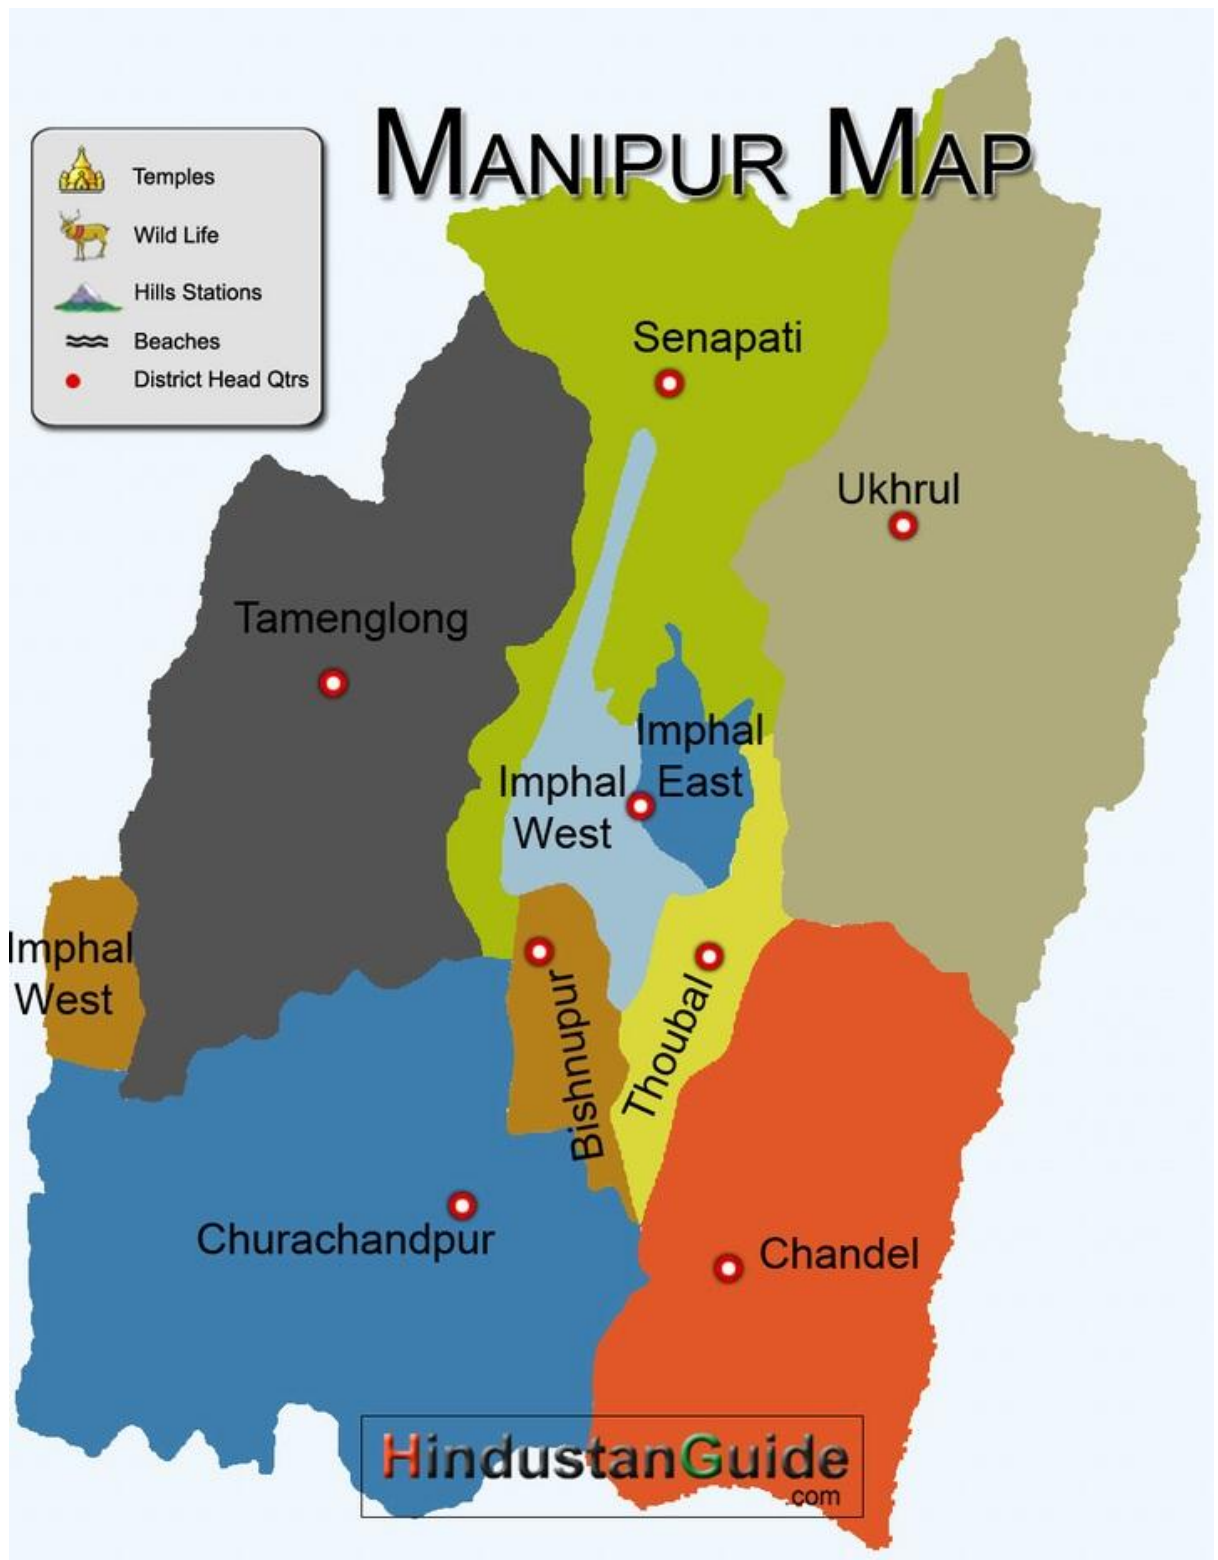 MANIPUR MAP
Temples
Wild Life
Hills Stations
Beaches
District Head Qtrs
Senapati
Ukhrul
Tamenglong
Imphal
East
Imphal
West
Imphal
West
Bishnupur
Thoubal
Churachandpur
Chandel
HindustanGuide
.com